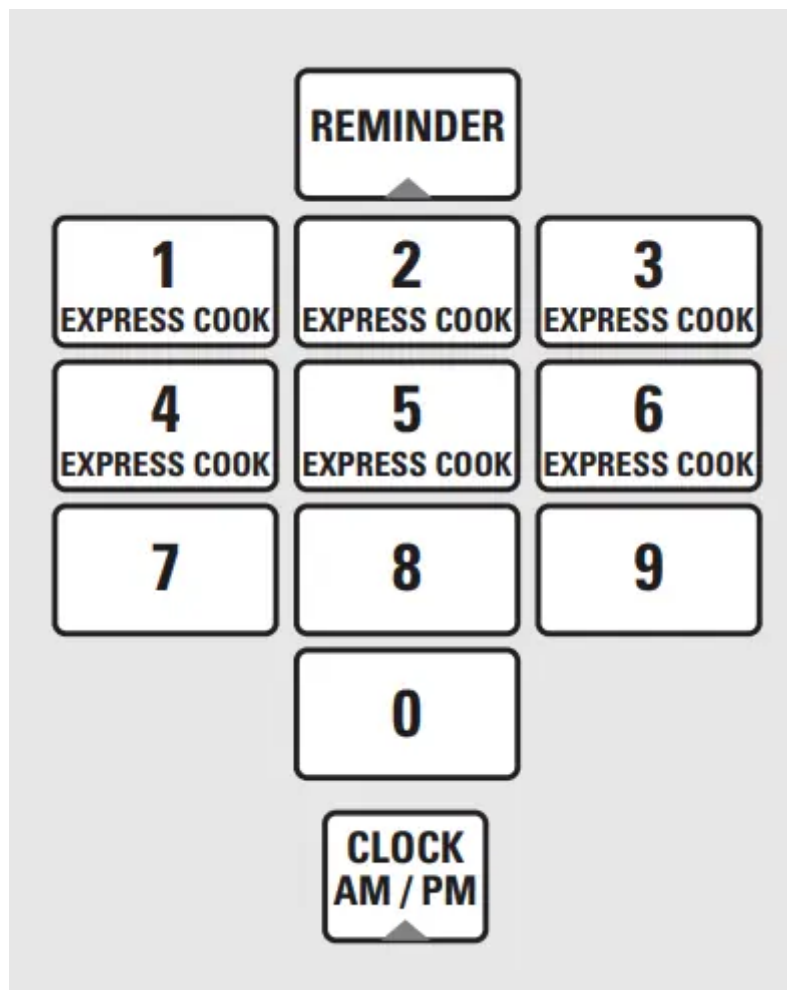 REMINDER
1 2 3
EXPRESS COOK EXPRESS COOK EXPRESS COOK
4 5 6
EXPRESS COOK EXPRESS COOK EXPRESS COOK
7 8 9
0
CLOCK
AM / PM